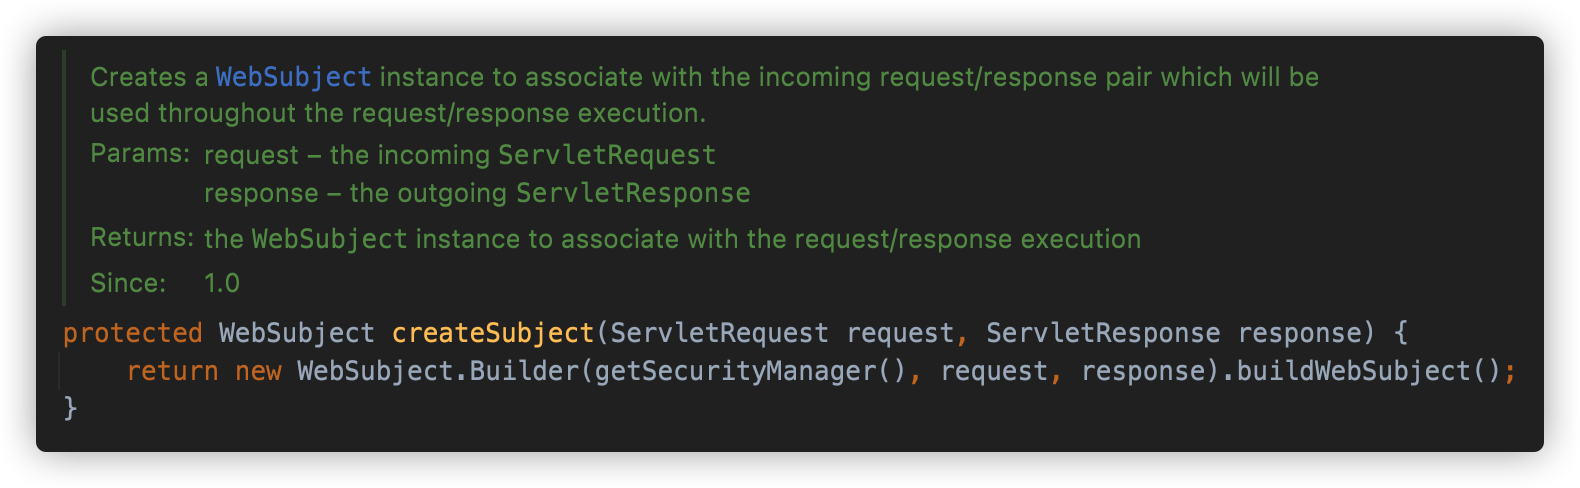 Creates a WebSubject instance to associate with the incoming request/response pair which will be
used throughout the request/response execution.
Params: request – the incoming ServletRequest
response – the outgoing ServletResponse
Returns: the WebSubject instance to associate with the request/response execution
Since: 1.0
protected WebSubject createSubject(ServletRequest request, ServletResponse response) {
    return new WebSubject.Builder(getSecurityManager(), request, response).buildWebSubject();
}